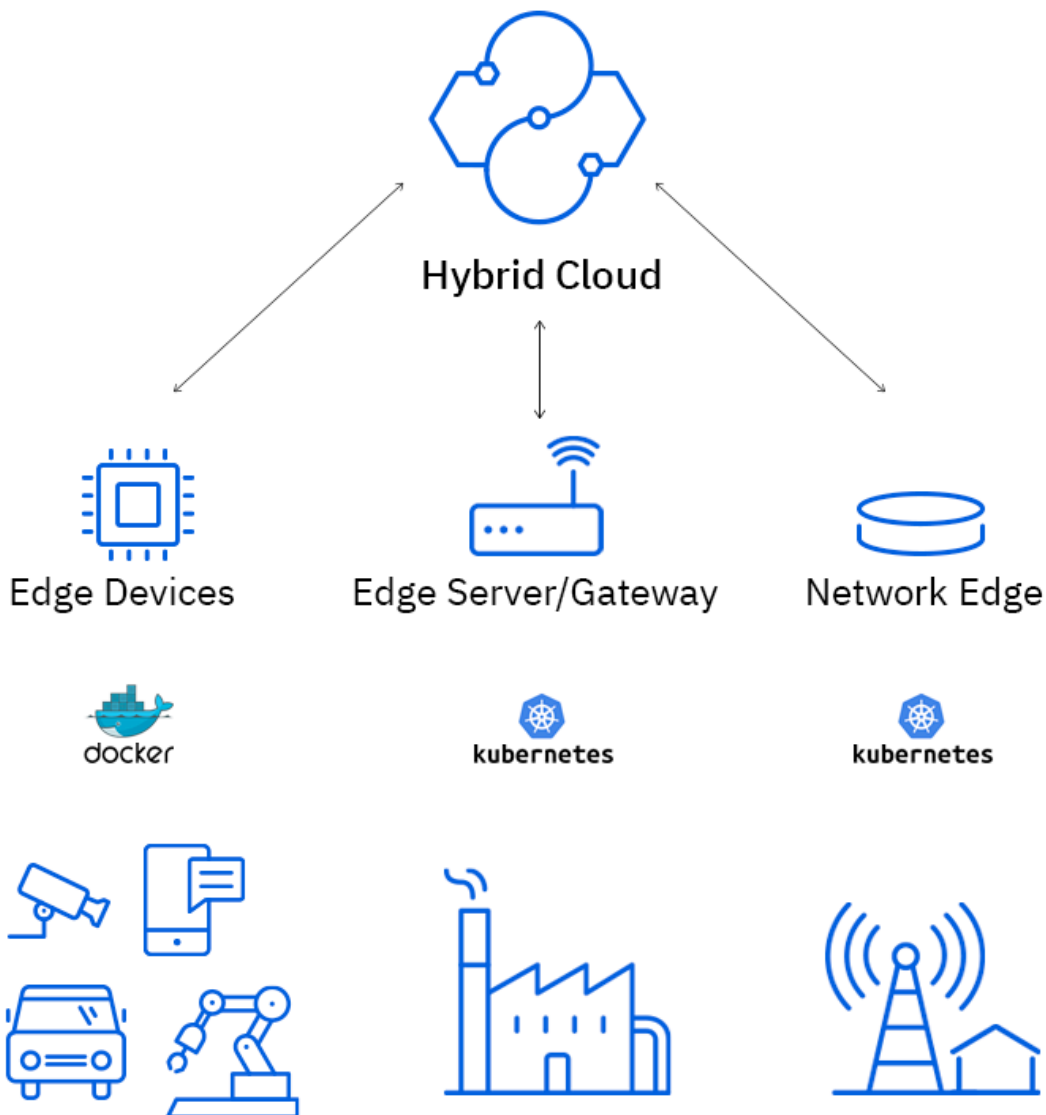 Hybrid Cloud
Edge Devices
Edge Server/Gateway
Network Edge
docker
kubernetes
kubernetes